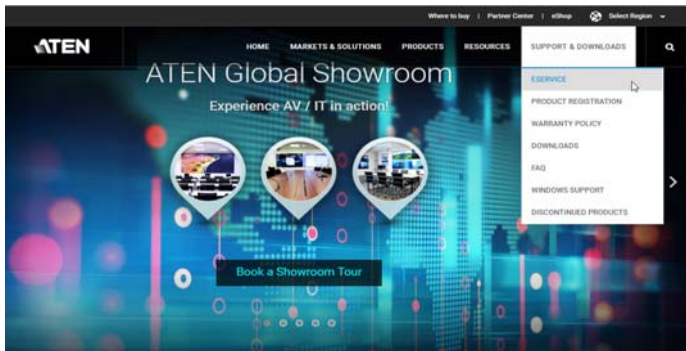 Where to buy | Partner Center | eShop Select Region
ATEN
HOME MARKETS & SOLUTIONS PRODUCTS RESOURCES SUPPORT & DOWNLOADS
ATEN Global Showroom
Experience AV / IT in action!
Book a Showroom Tour
ESERVICE
PRODUCT REGISTRATION
WARRANTY POLICY
DOWNLOADS
FAQ
WINDOWS SUPPORT
DISCONTINUED PRODUCTS